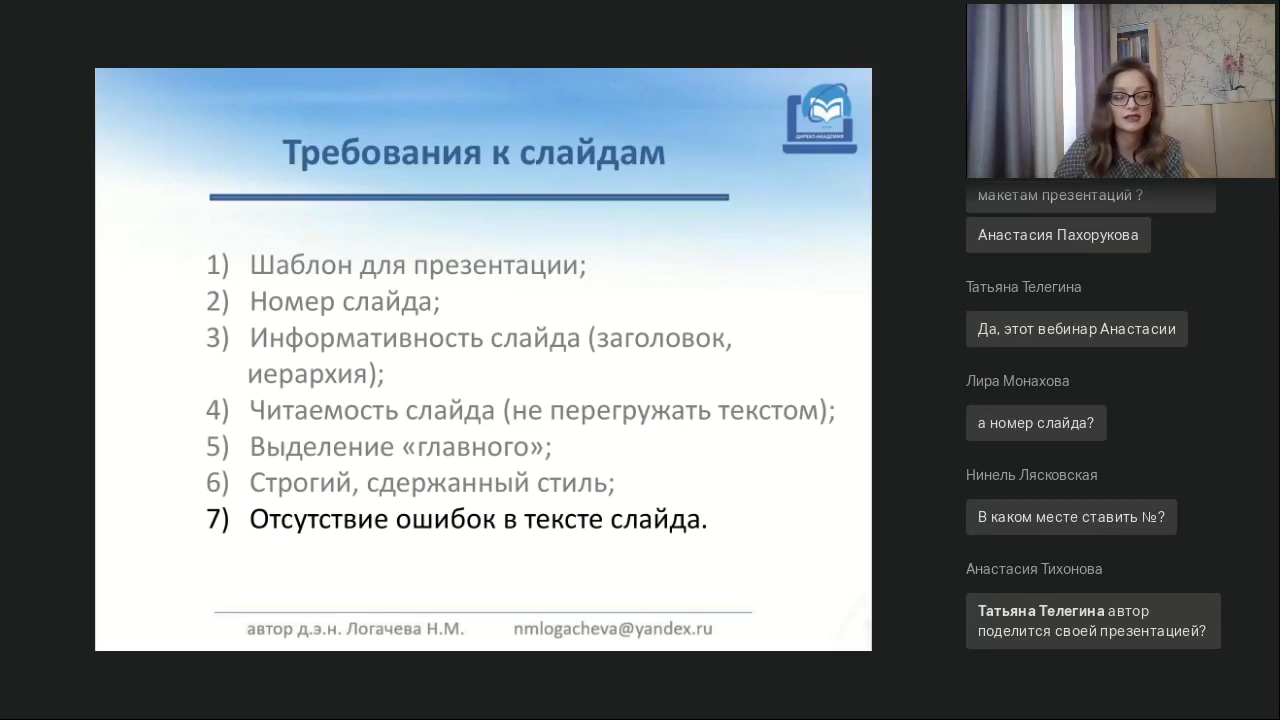 ДИРЕКТ-АКАДЕМИЯ
Требования к слайдам
1) Шаблон для презентации;
2) Номер слайда;
3) Информативность слайда (заголовок,
иерархия);
4) Читаемость слайда (не перегружать текстом);
5) Выделение «главного»;
6) Строгий, сдержанный стиль;
7) Отсутствие ошибок в тексте слайда.
автор д.э.н. Логачева Н.М. nmlogacheva@yandex.ru
макетам презентаций ?
Анастасия Пахорукова
Татьяна Телегина
Да, этот вебинар Анастасии
Лира Монахова
а номер слайда?
Нинель Лясковская
В каком месте ставить №?
Анастасия Тихонова
Татьяна Телегина автор
поделится своей презентацией?